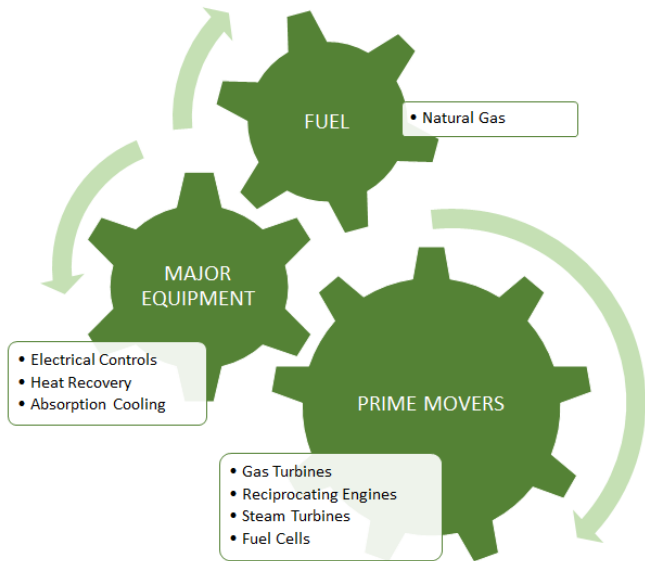 FUEL
• Natural Gas
MAJOR
EQUIPMENT
• Electrical Controls
• Heat Recovery
• Absorption Cooling
PRIME MOVERS
• Gas Turbines
• Reciprocating Engines
• Steam Turbines
• Fuel Cells